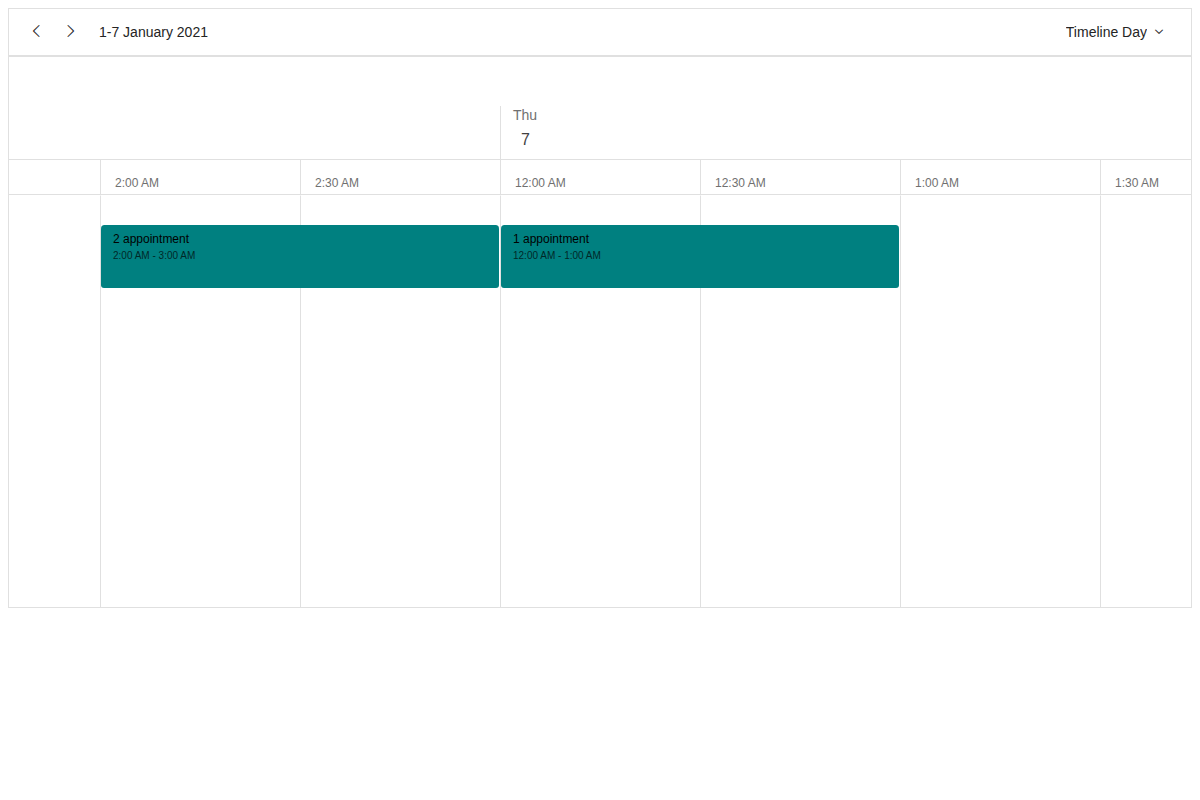 1-7 January 2021
Timeline Day
Thu
7
2:00 AM 2:30 AM 12:00 AM 12:30 AM 1:00 AM 1:30 AM
2 appointment
2:00 AM - 3:00 AM
1 appointment
12:00 AM - 1:00 AM